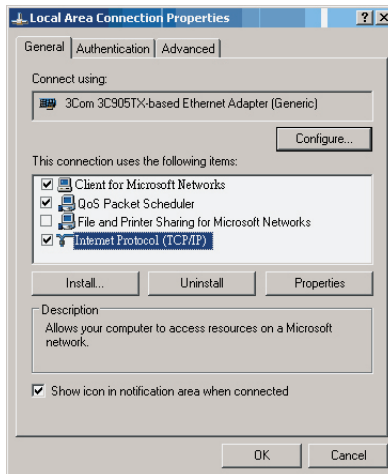 Local Area Connection Properties
General Authentication Advanced
Connect using:
3Com 3C905TX-based Ethernet Adapter (Generic)
Configure...
This connection uses the following items:
Client for Microsoft Networks
QoS Packet Scheduler
File and Printer Sharing for Microsoft Networks
Internet Protocol (TCP/IP)
Install... Uninstall Properties
Description
Allows your computer to access resources on a Microsoft
network.
Show icon in notification area when connected
OK Cancel